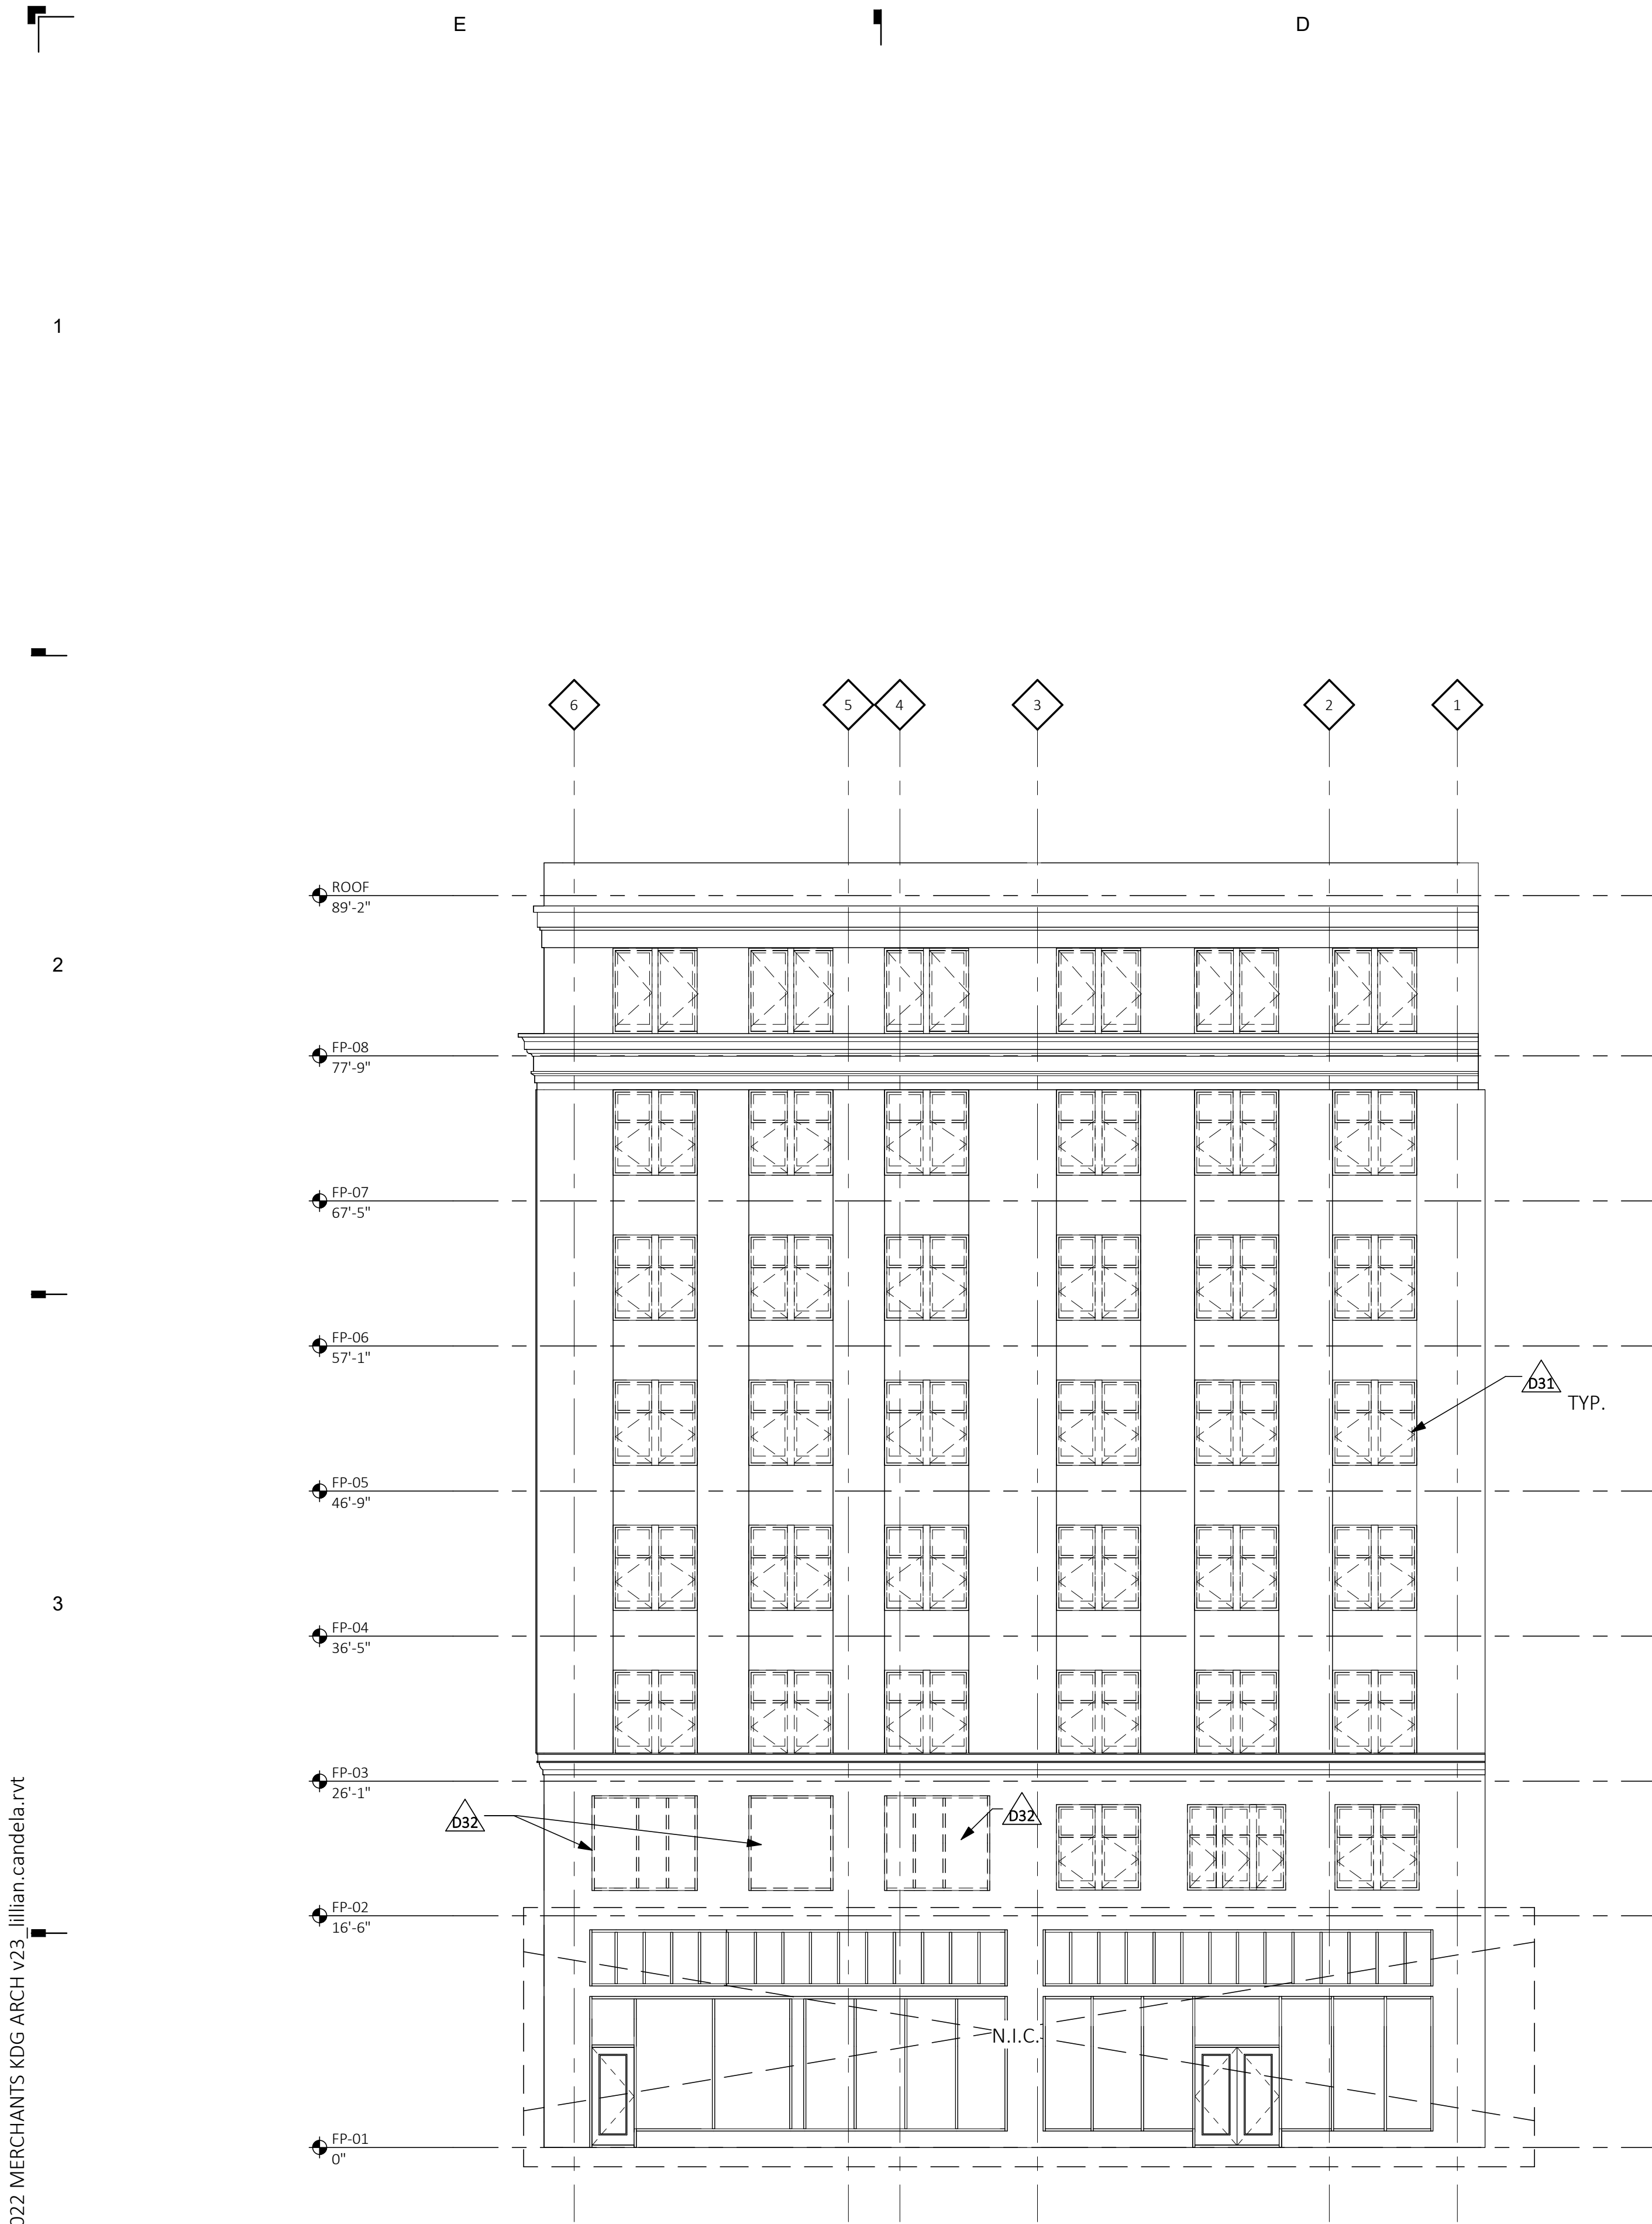 E
D
1
6
5
4
3
2
1
ROOF
89'-2"
2
FP-08
77'-9"
FP-07
67'-5"
FP-06
57'-1"
D31
TYP.
FP-05
46'-9"
3
FP-04
36'-5"
FP-03
26'-1"
D32
D32
FP-02
16'-6"
N.I.C.
FP-01
0"
022 MERCHANTS KDG ARCH v23_lillian.candela.rvt